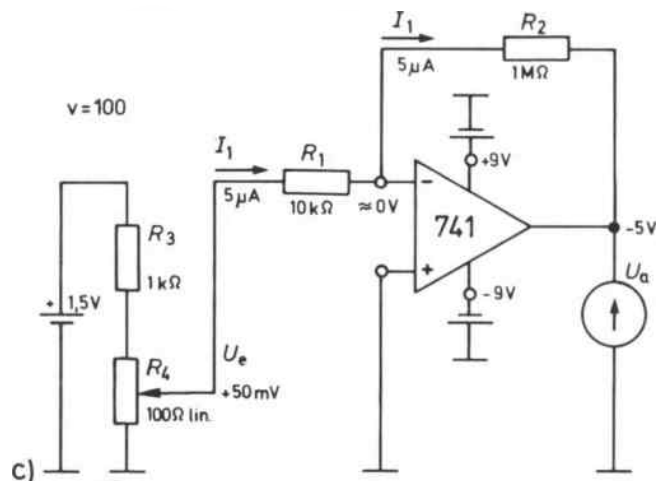 I₁
5µA
R₂
1MΩ
v=100
I₁
5µA
R₁
10kΩ
≈0V
+9V
−
741
+
-9V
-5V
Uₐ
R₃
1kΩ
+
1,5V
R₄
100Ω lin.
Uₑ
+50mV
c)